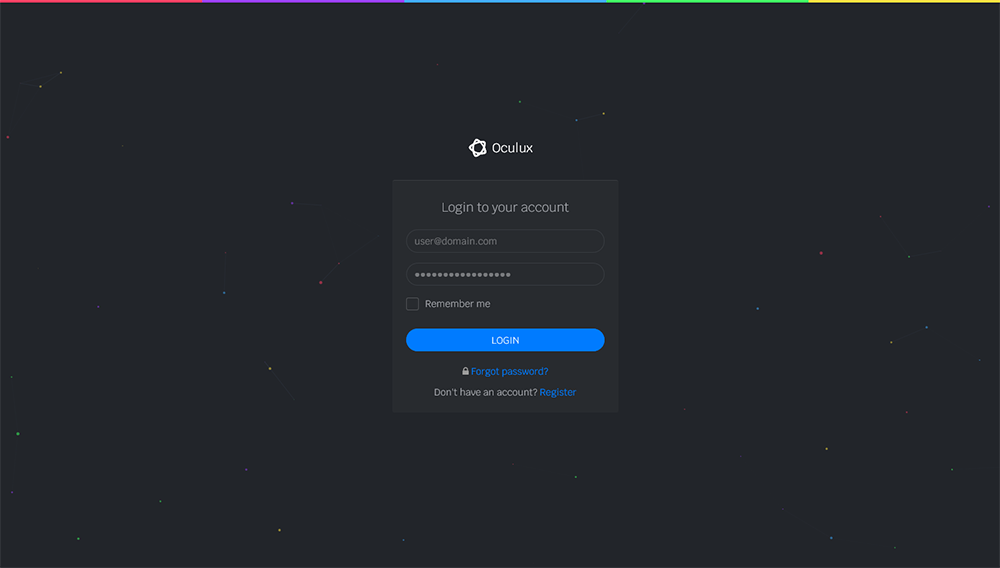 Oculux
Login to your account
user@domain.com
•••••••••••••••••
Remember me
LOGIN
Forgot password?
Don't have an account? Register